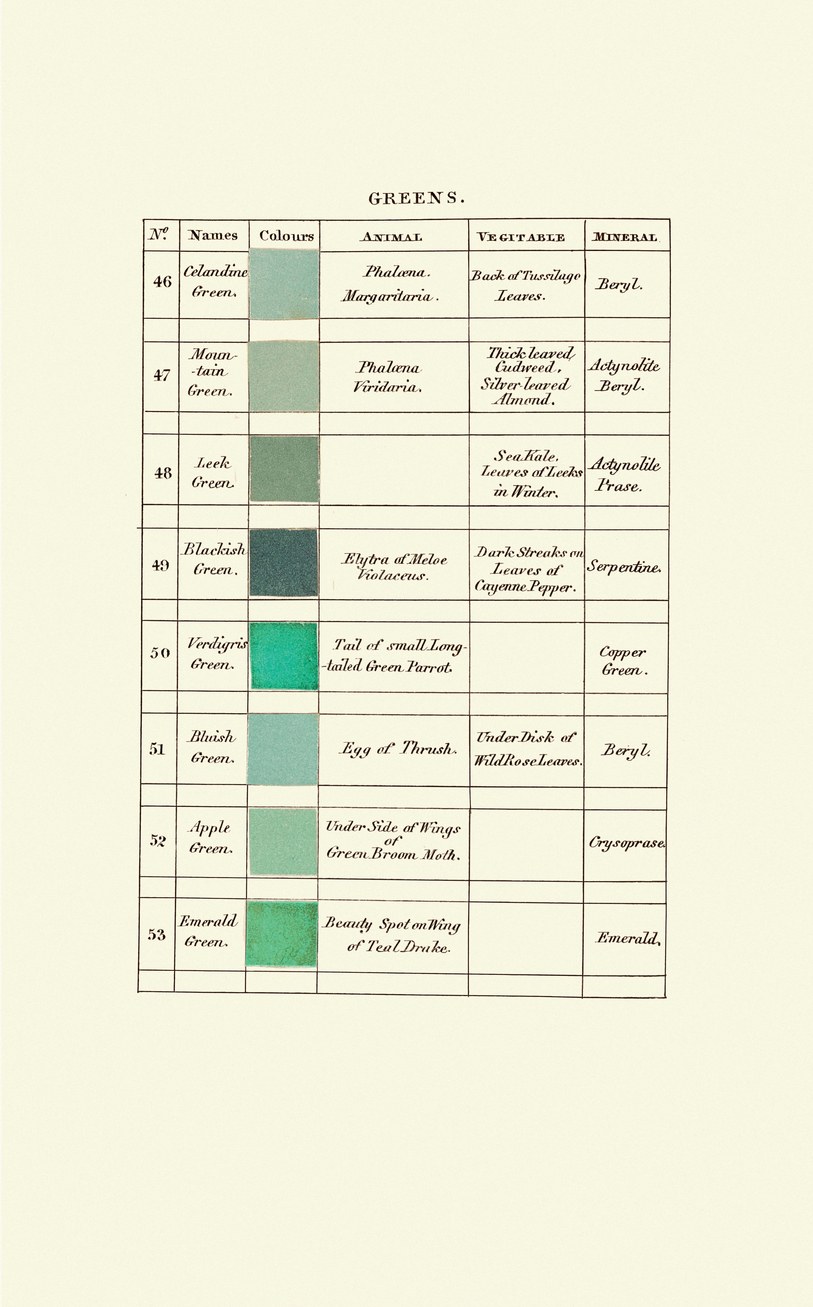 GREENS.
No. Names Colours ANIMAL VEGITABLE MINERAL
46
Celandine
Green.
Phalæna.
Margaritaria.
Back of Tussilage
Leaves.
Beryl.
47
Moun-
-tain
Green.
Phalæna
Viridaria.
Thick leaved
Cudweed,
Silver leaved
Almond.
Actynolite
Beryl.
48
Leek
Green.
Sea Kale.
Leaves of Leeks
in Winter.
Actynolite
Prase.
49
Blackish
Green.
Elytra of Meloe
Violaceus.
Dark Streaks on
Leaves of
Cayenne Pepper.
Serpentine.
50
Verdigris
Green.
Tail of small Long-
-tailed Green Parrot.
Copper
Green.
51
Bluish
Green.
Egg of Thrush.
Under Disk of
Wild Rose Leaves.
Beryl.
52
Apple
Green.
Under Side of Wings
of
Green Broom Moth.
Crysoprase.
53
Emerald
Green.
Beauty Spot on Wing
of Teal Drake.
Emerald.